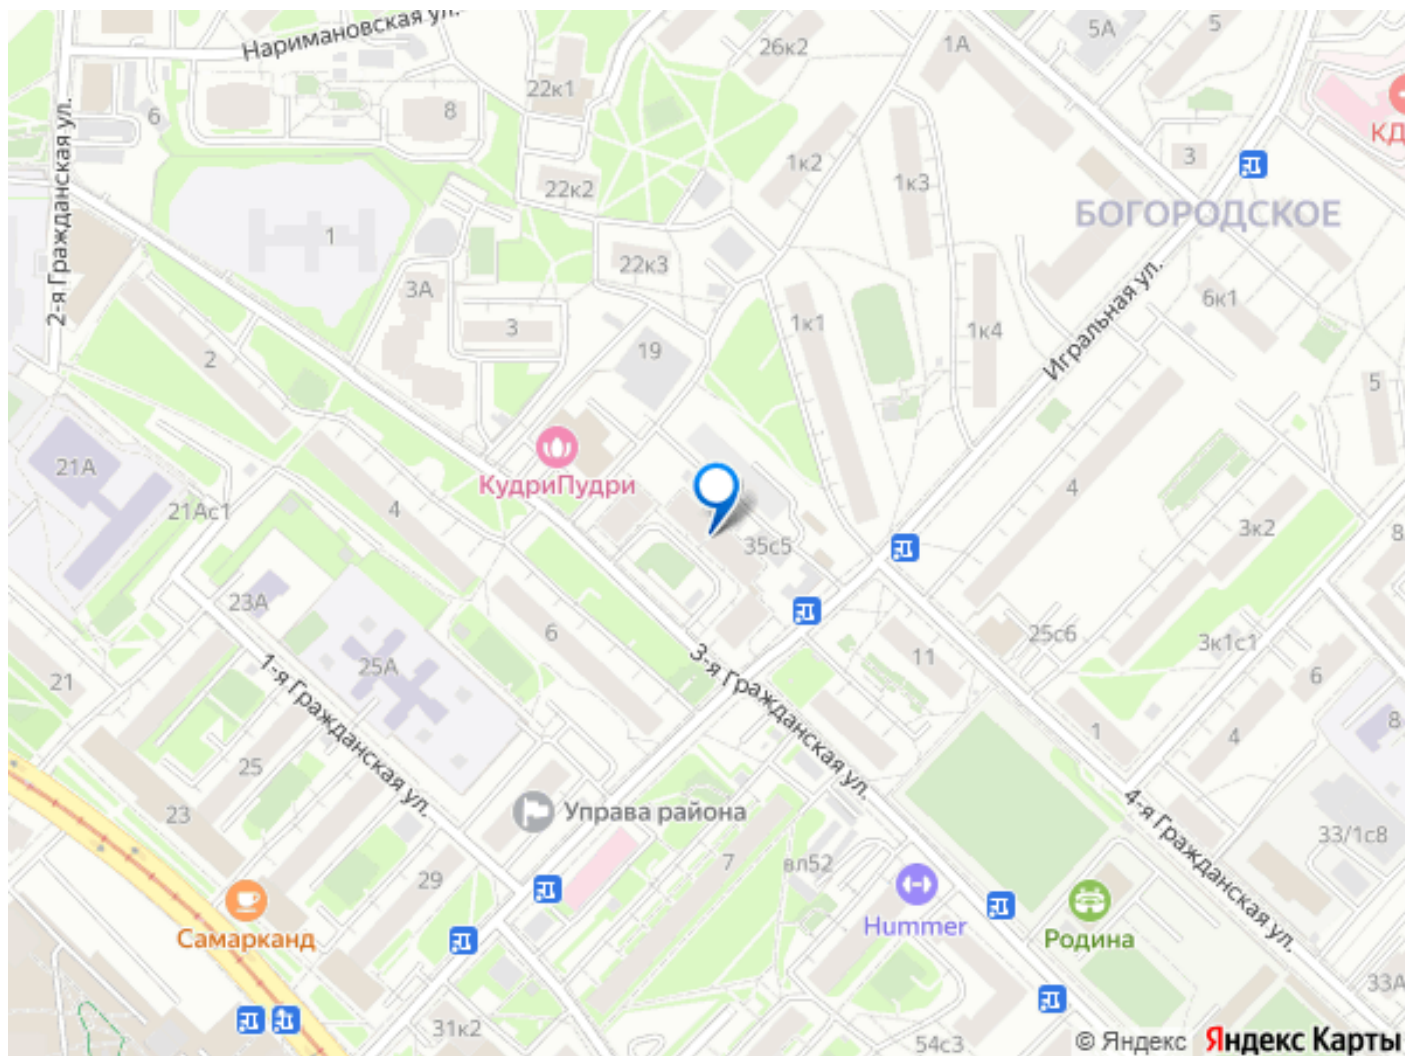 Наримановская ул.
26к2
1А
5А
5
22к1
8
6
КД
2-я Гражданская ул.
1к2
1к3
3
22к2
БОГОРОДСКОЕ
1
22к3
3А
6к1
3
1к1
1к4
Игральная ул.
2
19
5
21А
КудриПудри
4
4
21Ас1
35с5
3к2
8
23А
6
25с6
3к1с1
3-я Гражданская ул.
11
6
21
25А
1-я Гражданская ул.
1
4
8
25
Управа района
4-я Гражданская ул.
23
33/1с8
7
вл52
29
Hummer
Самарканд
Родина
33А
31к2
54с3
© Яндекс Яндекс Карты